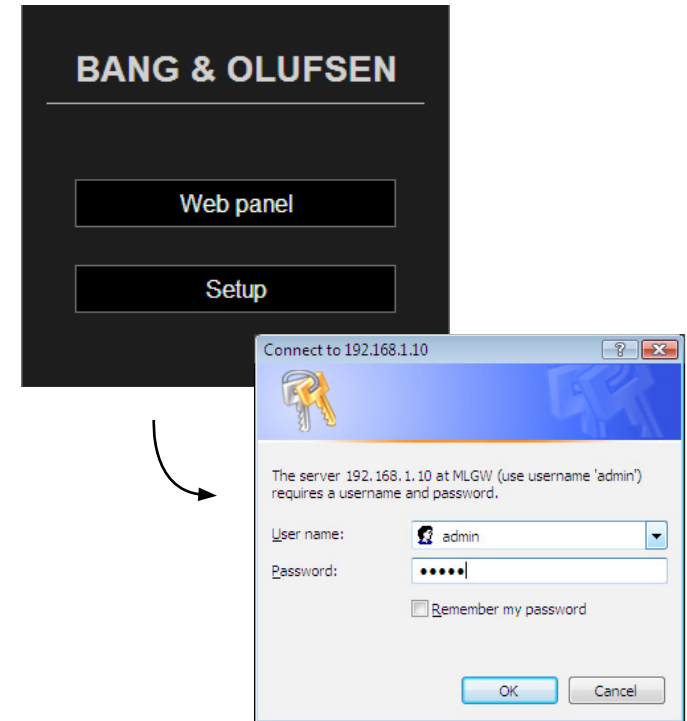 BANG & OLUFSEN
Web panel
Setup
Connect to 192.168.1.10
?
The server 192.168.1.10 at MLGW (use username 'admin')
requires a username and password.
User name:
admin
Password:
•••••
Remember my password
OK
Cancel